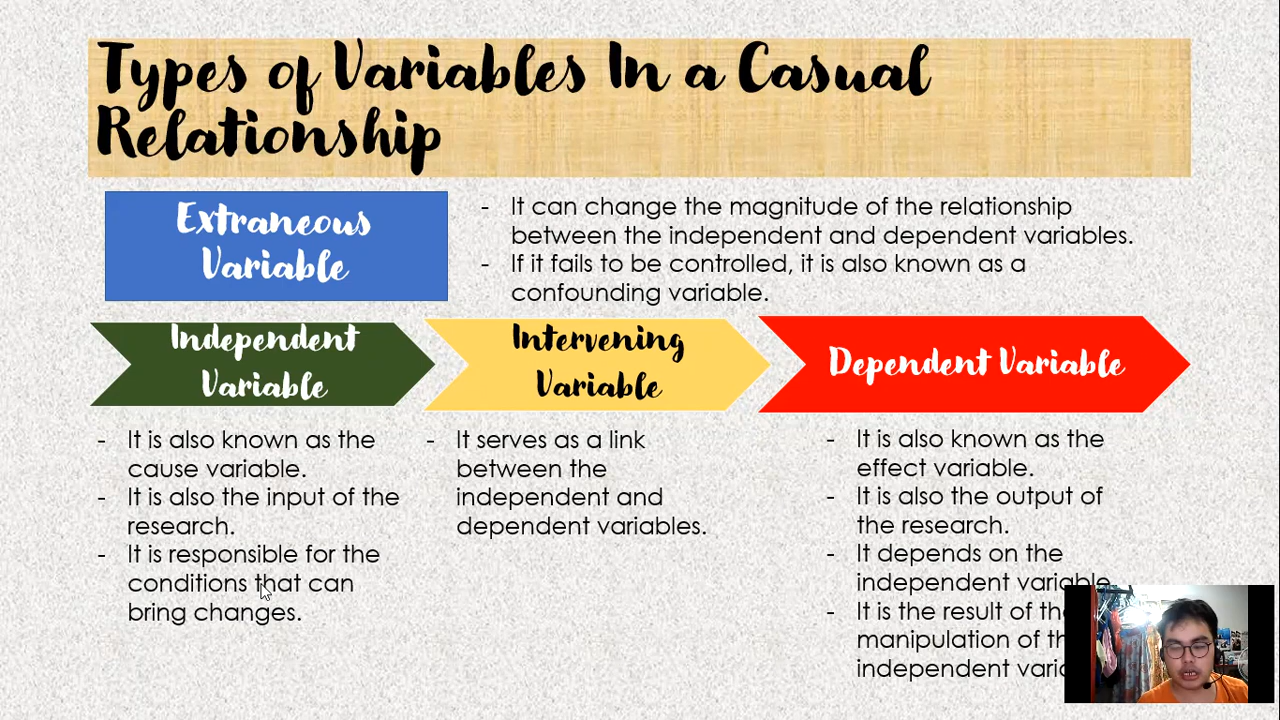 Types of Variables In a Casual
Relationship
Extraneous
Variable
- It can change the magnitude of the relationship
between the independent and dependent variables.
- If it fails to be controlled, it is also known as a
confounding variable.
Independent
Variable
- It is also known as the
cause variable.
- It is also the input of the
research.
- It is responsible for the
conditions that can
bring changes.
Intervening
Variable
- It serves as a link
between the
independent and
dependent variables.
Dependent Variable
- It is also known as the
effect variable.
- It is also the output of
the research.
- It depends on the
independent variable.
- It is the result of the
manipulation of
independent